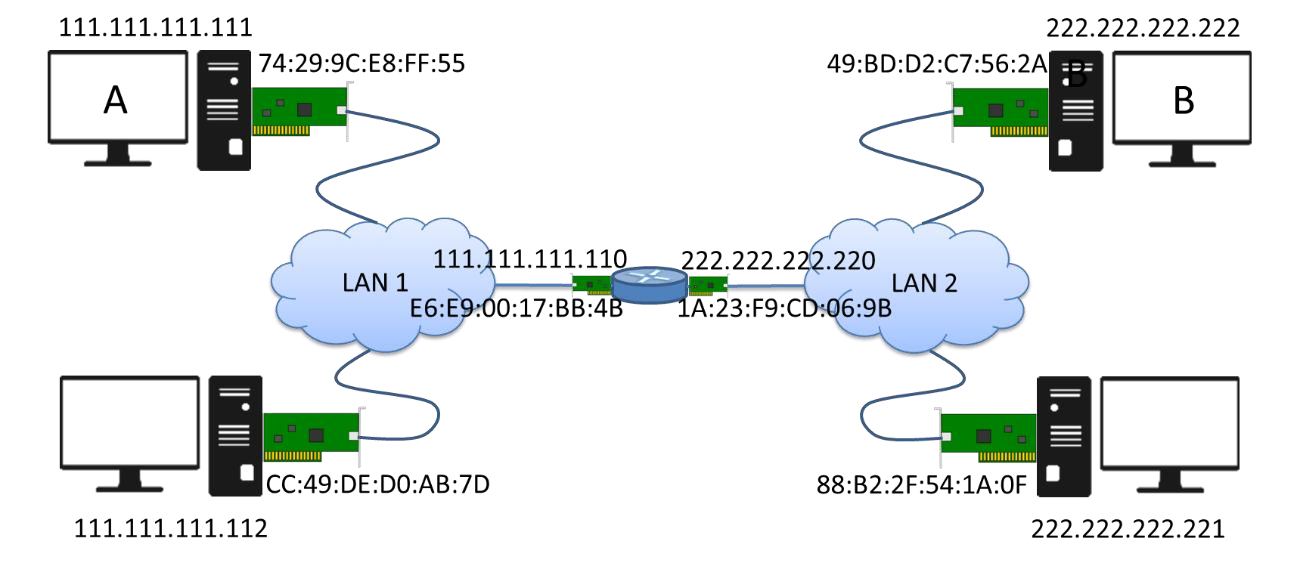 111.111.111.111
222.222.222.222
74:29:9C:E8:FF:55
49:BD:D2:C7:56:2A
B
A
B
111.111.111.110
222.222.222.220
LAN 1
LAN 2
E6:E9:00:17:BB:4B
1A:23:F9:CD:06:9B
CC:49:DE:D0:AB:7D
88:B2:2F:54:1A:0F
111.111.111.112
222.222.222.221